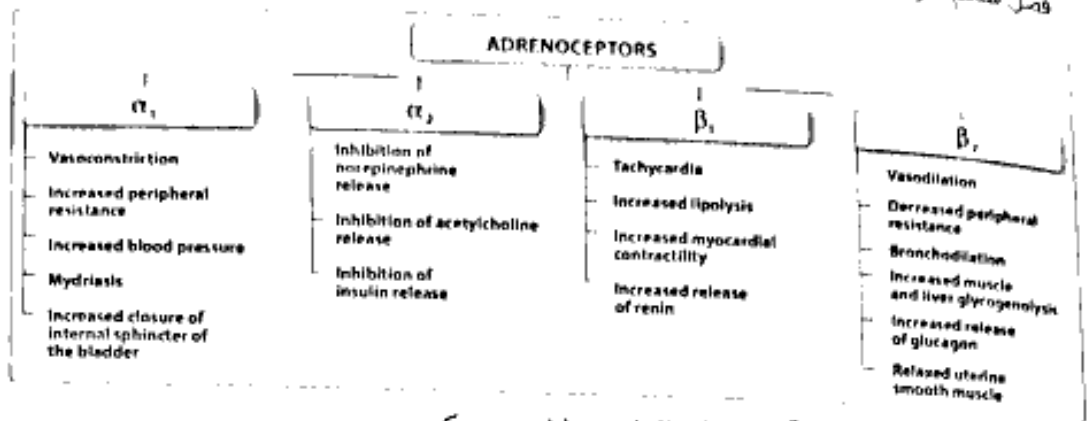 ADRENOCEPTORS
α₁
Vasoconstriction
Increased peripheral
resistance
Increased blood pressure
Mydriasis
Increased closure of
internal sphincter of
the bladder
α₂
Inhibition of
norepinephrine
release
Inhibition of acetylcholine
release
Inhibition of
insulin release
β₁
Tachycardia
Increased lipolysis
Increased myocardial
contractility
Increased release
of renin
β₂
Vasodilation
Decreased peripheral
resistance
Bronchodilation
Increased muscle
and liver glycogenolysis
Increased release
of glucagon
Relaxed uterine
smooth muscle